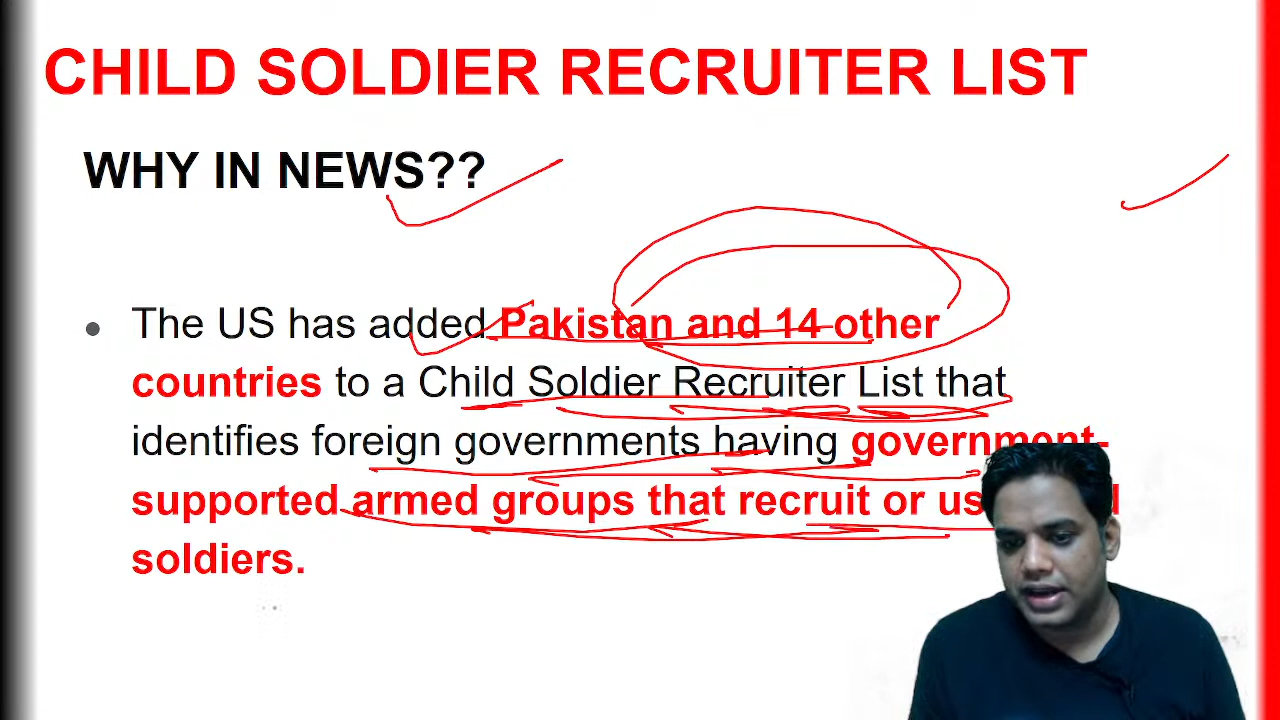 CHILD SOLDIER RECRUITER LIST
WHY IN NEWS??
The US has added Pakistan and 14 other
countries to a Child Soldier Recruiter List that
identifies foreign governments having government-
supported armed groups that recruit or
soldiers.